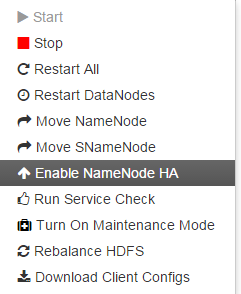 Start
Stop
Restart All
Restart DataNodes
Move NameNode
Move SNameNode
Enable NameNode HA
Run Service Check
Turn On Maintenance Mode
Rebalance HDFS
Download Client Configs